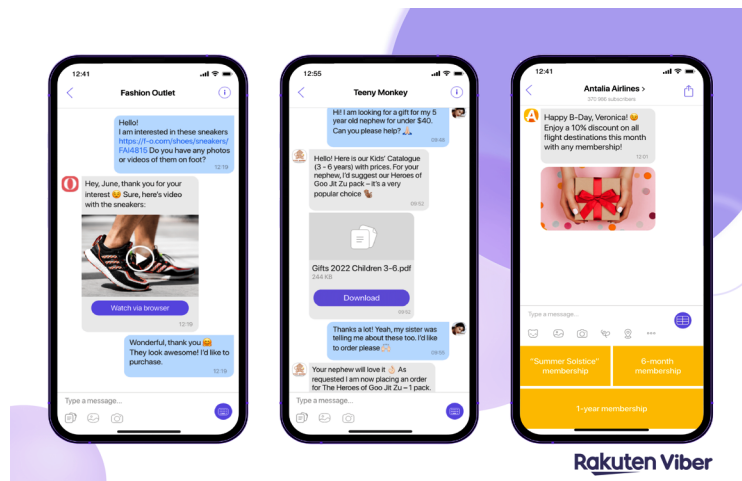 12:41
Fashion Outlet
Hello!
I am interested in these sneakers
https://f-o.com/shoes/sneakers/
FAI4815 Do you have any photos
or videos of them on foot?
12:19
Hey, June, thank you for your
interest 😊 Sure, here's video
with the sneakers:
Watch via browser
12:19
Wonderful, thank you 🤗
They look awesome! I'd like to
purchase.
12:19
Type a message...
12:55
Teeny Monkey
Hi! I am looking for a gift for my 5
year old nephew for under $40.
Can you please help? 🙏🏻
09:49
Hello! Here is our Kids' Catalogue
(3 - 6 years) with prices. For your
nephew, I'd suggest our Heroes of
Goo Jit Zu pack – it's a very
popular choice
09:52
Gifts 2022 Children 3-6.pdf
244 KB
Download
09:52
Thanks a lot! Yeah, my sister was
telling me about these too. I'd like
to order please
09:55
Your nephew will love it 👌🏻 As
requested I am now placing an order
for The Heroes of Goo Jit Zu – 1 pack.
Type a message...
12:41
Antalia
Airlines >
570 996
subscribers
Happy B-Day, Veronica! 😉
Enjoy a 10% discount on all
flight destinations this month
with any membership!
12:01
Type a message...
"Summer Solstice"
membership
6-month
membership
1-year membership
Rakuten Viber